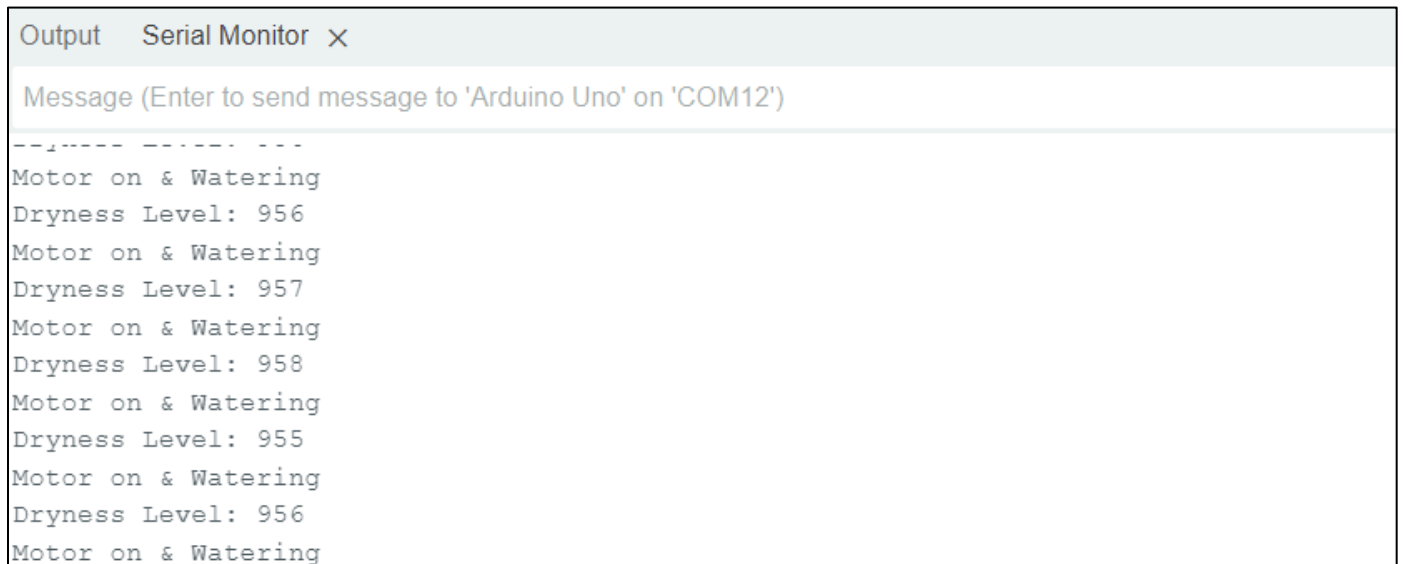 Output Serial Monitor ×
Message (Enter to send message to 'Arduino Uno' on 'COM12')
Motor on & Watering
Dryness Level: 956
Motor on & Watering
Dryness Level: 957
Motor on & Watering
Dryness Level: 958
Motor on & Watering
Dryness Level: 955
Motor on & Watering
Dryness Level: 956
Motor on & Watering